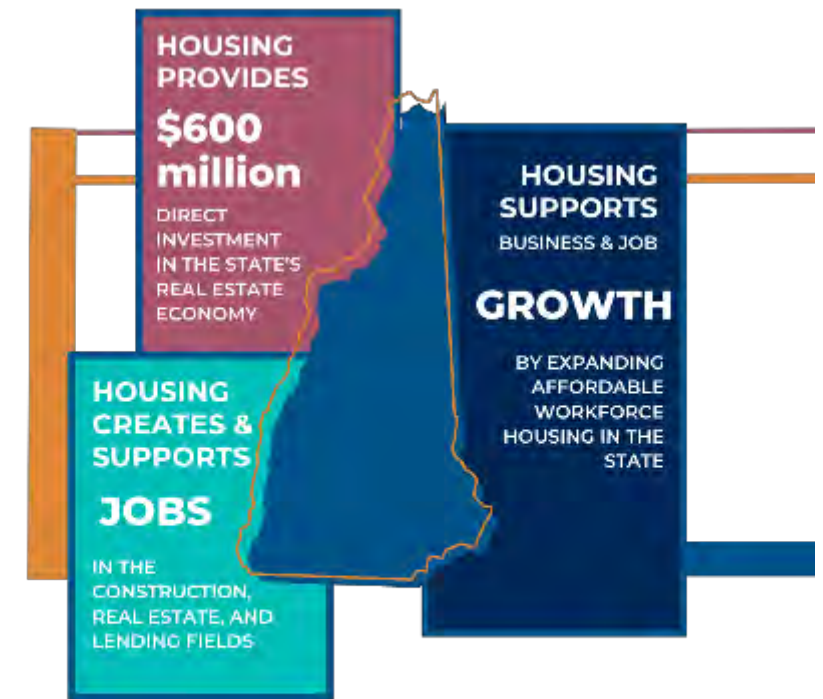 HOUSING
PROVIDES
$600
million
DIRECT
INVESTMENT
IN THE STATE'S
REAL ESTATE
ECONOMY
HOUSING
CREATES &
SUPPORTS
JOBS
IN THE
CONSTRUCTION,
REAL ESTATE, AND
LENDING FIELDS
HOUSING
SUPPORTS
BUSINESS & JOB
GROWTH
BY EXPANDING
AFFORDABLE
WORKFORCE
HOUSING IN THE
STATE